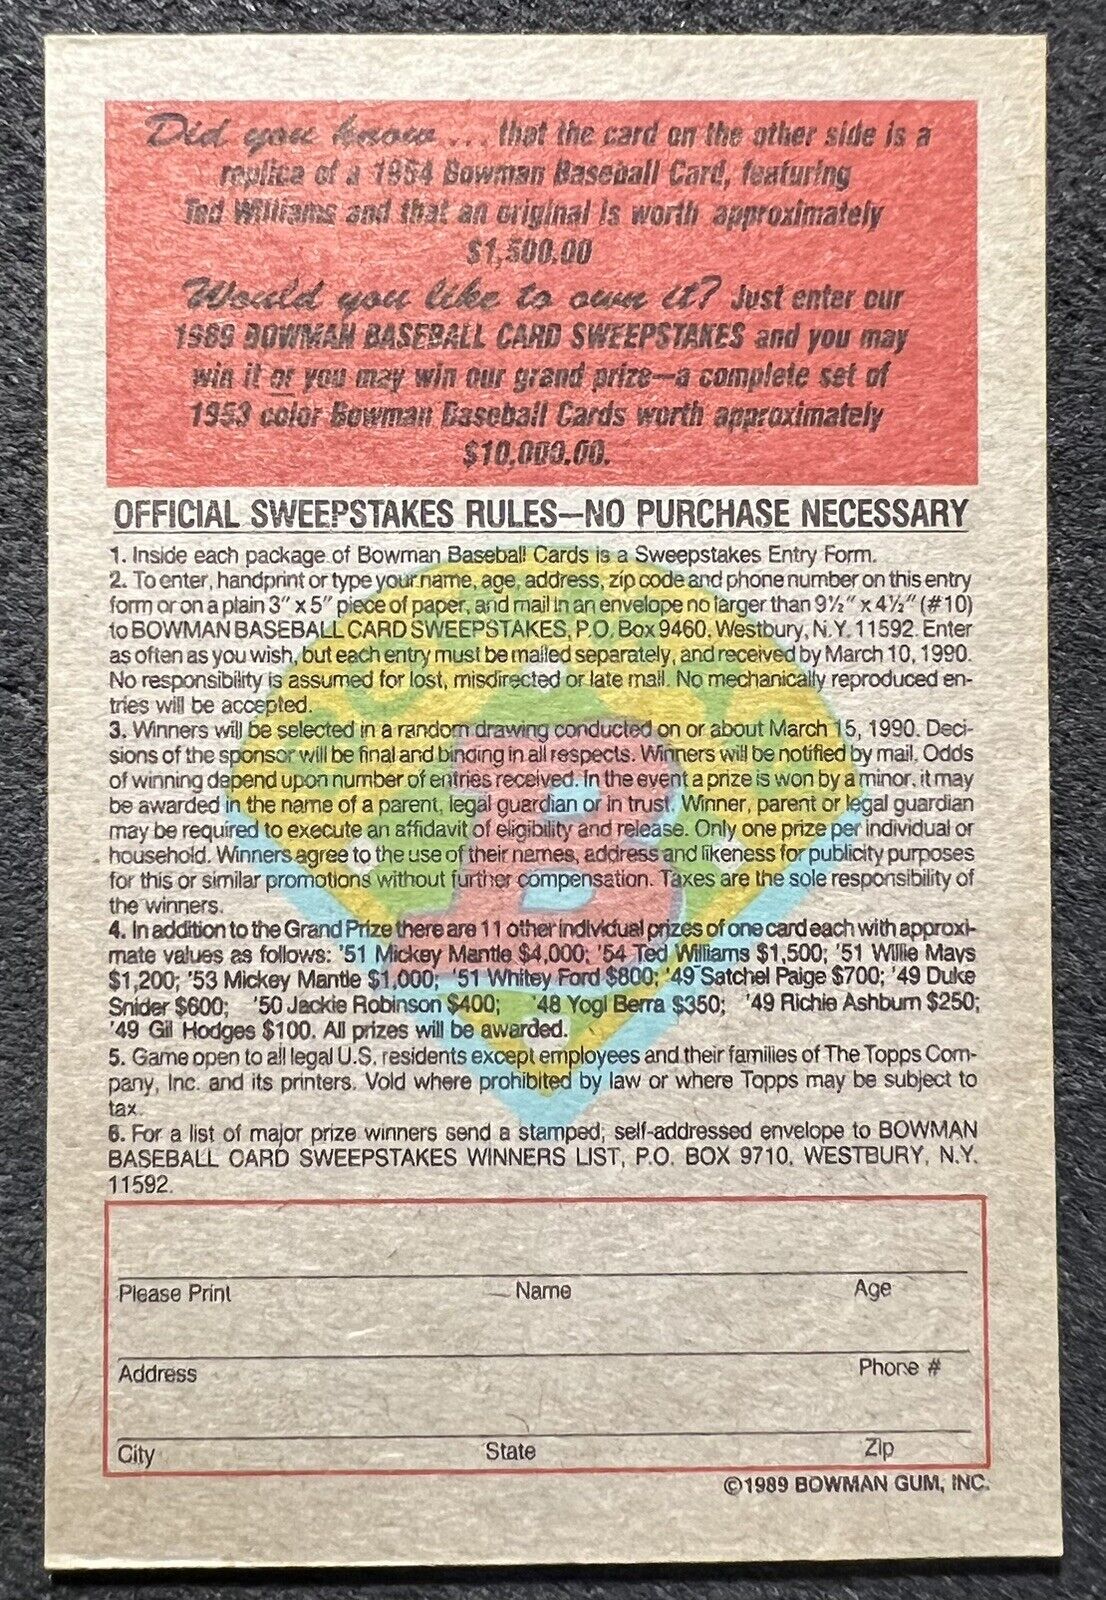 Did you know... that the card on the other side is a
replica of a 1954 Bowman Baseball Card, featuring
Ted Williams and that an original is worth approximately
$1,500.00
Would you like to own it? Just enter our
1989 BOWMAN BASEBALL CARD SWEEPSTAKES and you may
win it or you may win our grand prize—a complete set of
1953 color Bowman Baseball Cards worth approximately
$10,000.00.
OFFICIAL SWEEPSTAKES RULES—NO PURCHASE NECESSARY
1. Inside each package of Bowman Baseball Cards is a Sweepstakes Entry Form.
2. To enter, handprint or type your name, age, address, zip code and phone number on this entry
form or on a plain 3" x 5" piece of paper, and mail in an envelope no larger than 9½" x 4½" (#10)
to BOWMAN BASEBALL CARD SWEEPSTAKES, P.O. Box 9460, Westbury, N.Y. 11592. Enter
as often as you wish, but each entry must be mailed separately, and received by March 10, 1990.
No responsibility is assumed for lost, misdirected or late mail. No mechanically reproduced en-
tries will be accepted.
3. Winners will be selected in a random drawing conducted on or about March 15, 1990. Deci-
sions of the sponsor will be final and binding in all respects. Winners will be notified by mail. Odds
of winning depend upon number of entries received. In the event a prize is won by a minor, it may
be awarded in the name of a parent, legal guardian or in trust. Winner, parent or legal guardian
may be required to execute an affidavit of eligibility and release. Only one prize per individual or
household. Winners agree to the use of their names, address and likeness for publicity purposes
for this or similar promotions without further compensation. Taxes are the sole responsibility of
the winners.
4. In addition to the Grand Prize there are 11 other individual prizes of one card each with approxi-
mate values as follows: '51 Mickey Mantle $4,000; '54 Ted Williams $1,500; '51 Willie Mays
$1,200; '53 Mickey Mantle $1,000; '51 Whitey Ford $800; '49 Satchel Paige $700; '49 Duke
Snider $600; '50 Jackie Robinson $400; '48 Yogi Berra $350; '49 Richie Ashburn $250;
'49 Gil Hodges $100. All prizes will be awarded.
5. Game open to all legal U.S. residents except employees and their families of The Topps Com-
pany, Inc. and its printers. Void where prohibited by law or where Topps may be subject to
tax.
6. For a list of major prize winners send a stamped, self-addressed envelope to BOWMAN
BASEBALL CARD SWEEPSTAKES WINNERS LIST, P.O. BOX 9710, WESTBURY, N.Y.
11592.
Please Print Name Age
Address Phone #
City State Zip
©1989 BOWMAN GUM, INC.
B